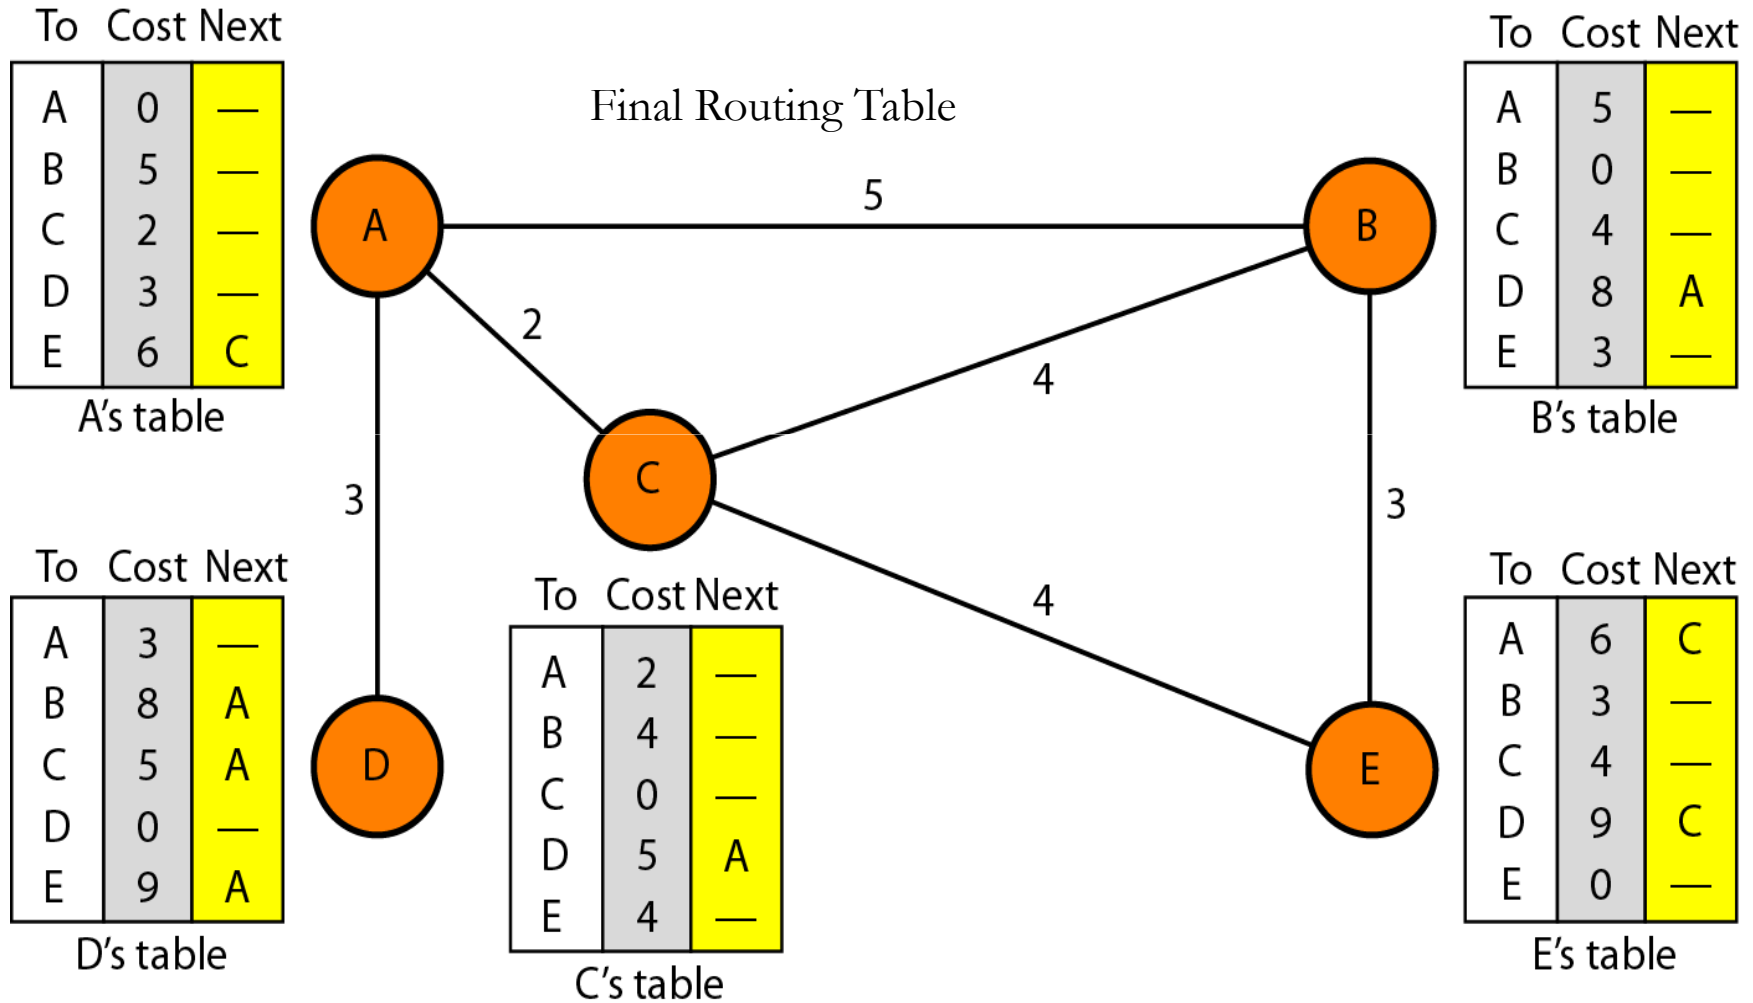 To Cost Next
A 0 —
B 5 —
C 2 —
D 3 —
E 6 C
A's table
Final Routing Table
To Cost Next
A 5 —
B 0 —
C 4 —
D 8 A
E 3 —
B's table
A
B
C
D
E
5
2
4
3
3
4
To Cost Next
A 3 —
B 8 A
C 5 A
D 0 —
E 9 A
D's table
To Cost Next
A 2 —
B 4 —
C 0 —
D 5 A
E 4 —
C's table
To Cost Next
A 6 C
B 3 —
C 4 —
D 9 C
E 0 —
E's table